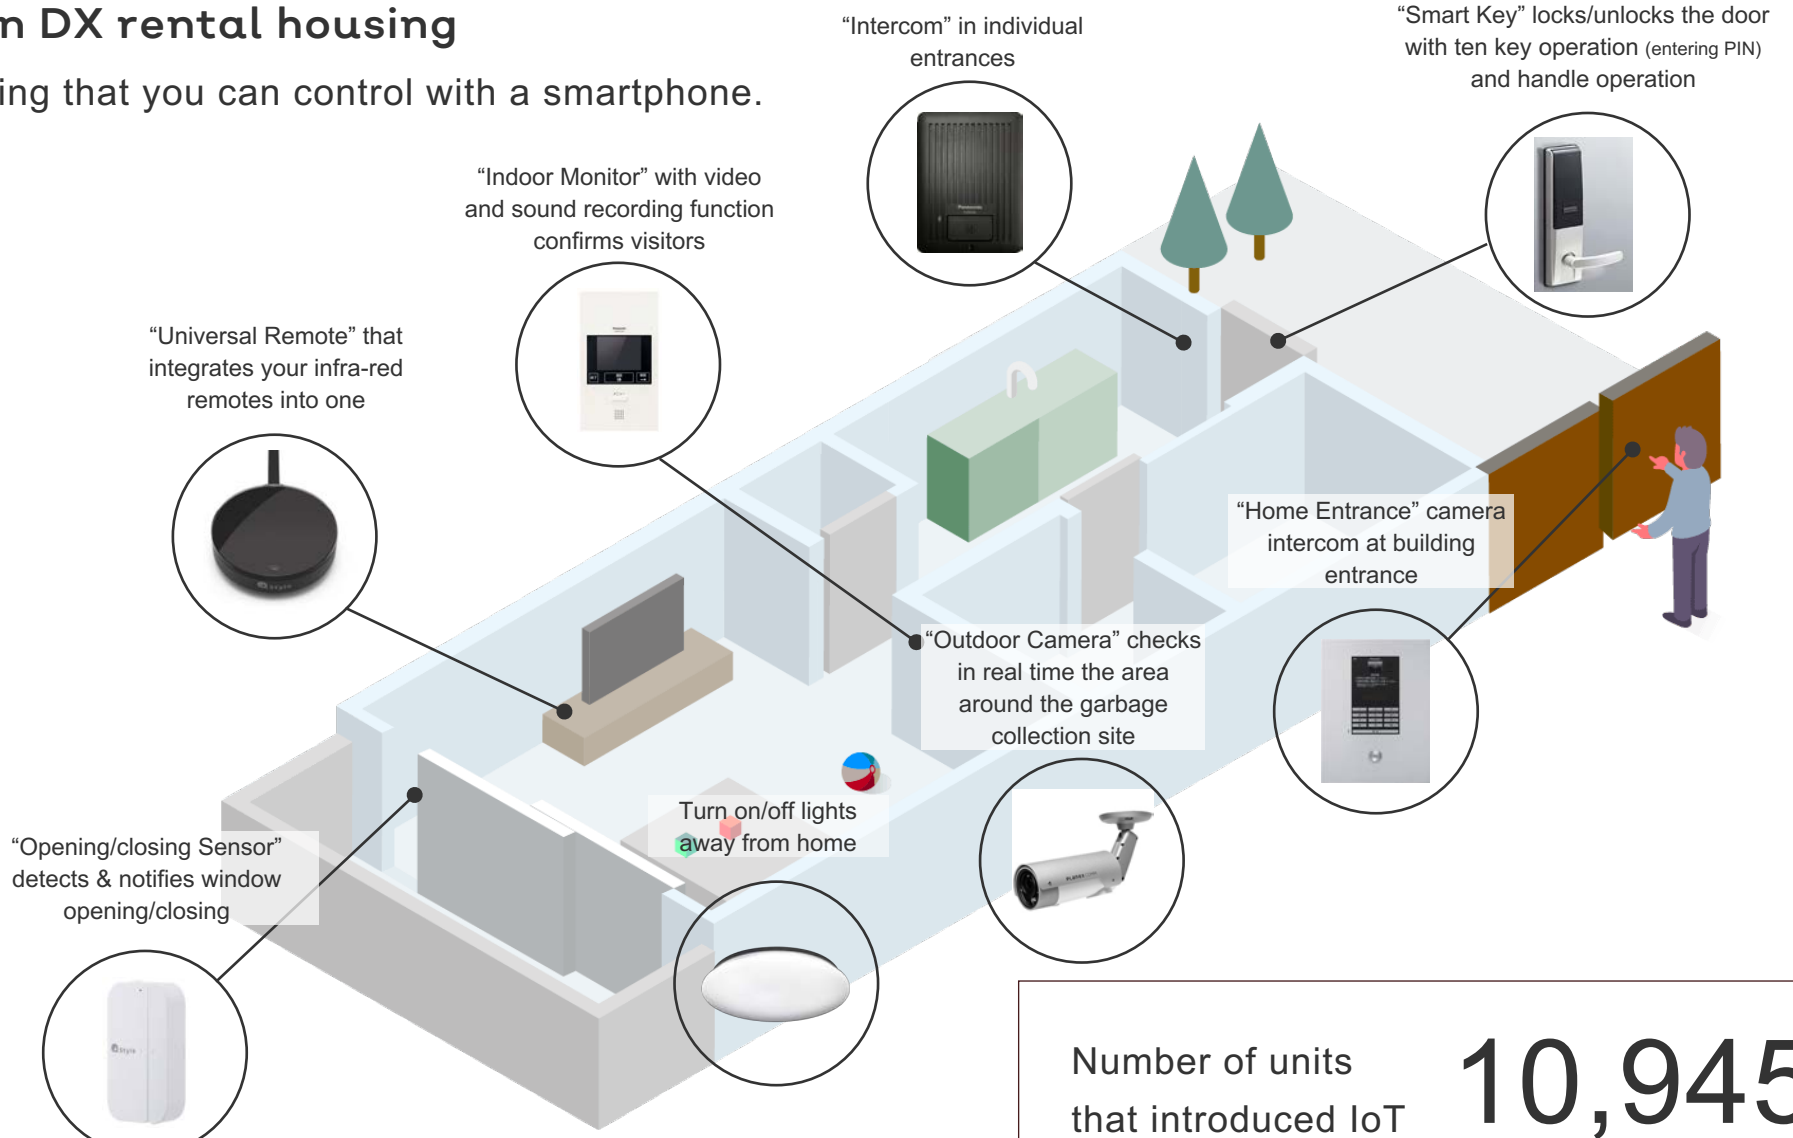 n DX rental housing
ing that you can control with a smartphone.
“Intercom” in individual
entrances
“Smart Key” locks/unlocks the door
with ten key operation (entering PIN)
and handle operation
“Indoor Monitor” with video
and sound recording function
confirms visitors
“Universal Remote” that
integrates your infra-red
remotes into one
“Home Entrance” camera
intercom at building
entrance
“Outdoor Camera” checks
in real time the area
around the garbage
collection site
Turn on/off lights
away from home
“Opening/closing Sensor”
detects & notifies window
opening/closing
Style
Style
Panasonic
Number of units
that introduced IoT
10,945